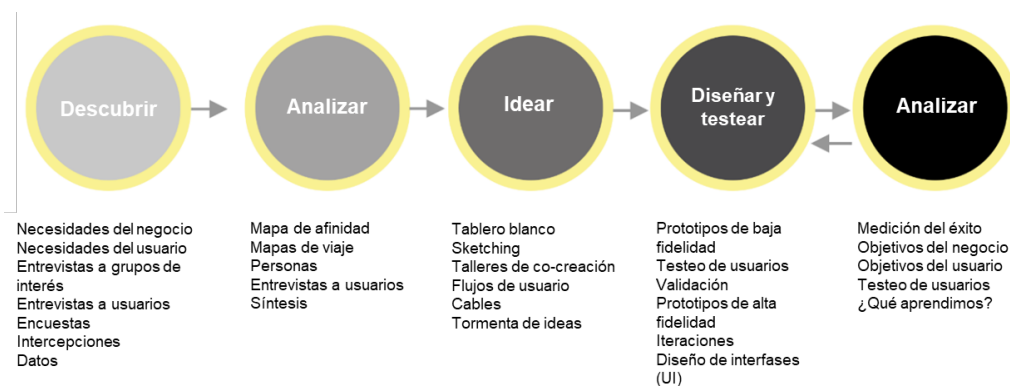 Descubrir
Analizar
Idear
Diseñar y
testear
Analizar
Necesidades del negocio
Necesidades del usuario
Entrevistas a grupos de
interés
Entrevistas a usuarios
Encuestas
Intercepciones
Datos
Mapa de afinidad
Mapas de viaje
Personas
Entrevistas a usuarios
Síntesis
Tablero blanco
Sketching
Talleres de co-creación
Flujos de usuario
Cables
Tormenta de ideas
Prototipos de baja
fidelidad
Testeo de usuarios
Validación
Prototipos de alta
fidelidad
Iteraciones
Diseño de interfases
(UI)
Medición del éxito
Objetivos del negocio
Objetivos del usuario
Testeo de usuarios
¿Qué aprendimos?